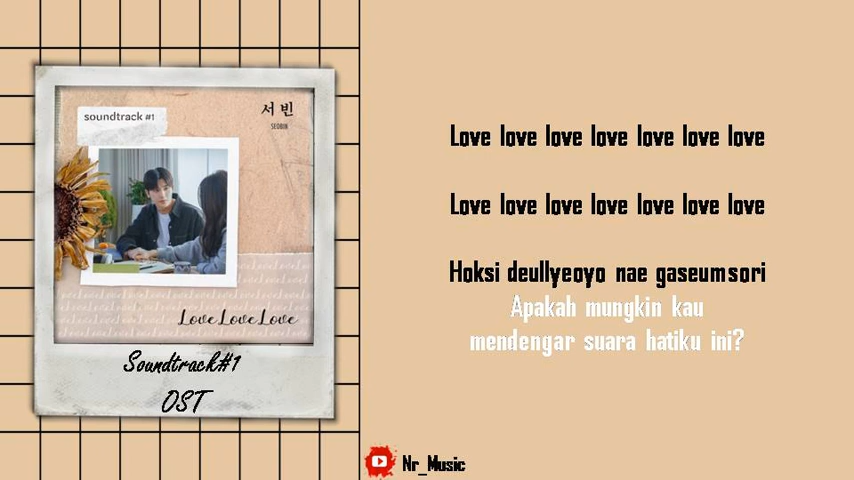 soundtrack #1
서 빈
SEOBIN
Love Love Love
Soundtrack#1
OST
Love love love love love love love
Love love love love love love love
Hoksi deullyeoyo nae gaseumsori
Apakah mungkin kau
mendengar suara hatiku ini?
Nr_Music